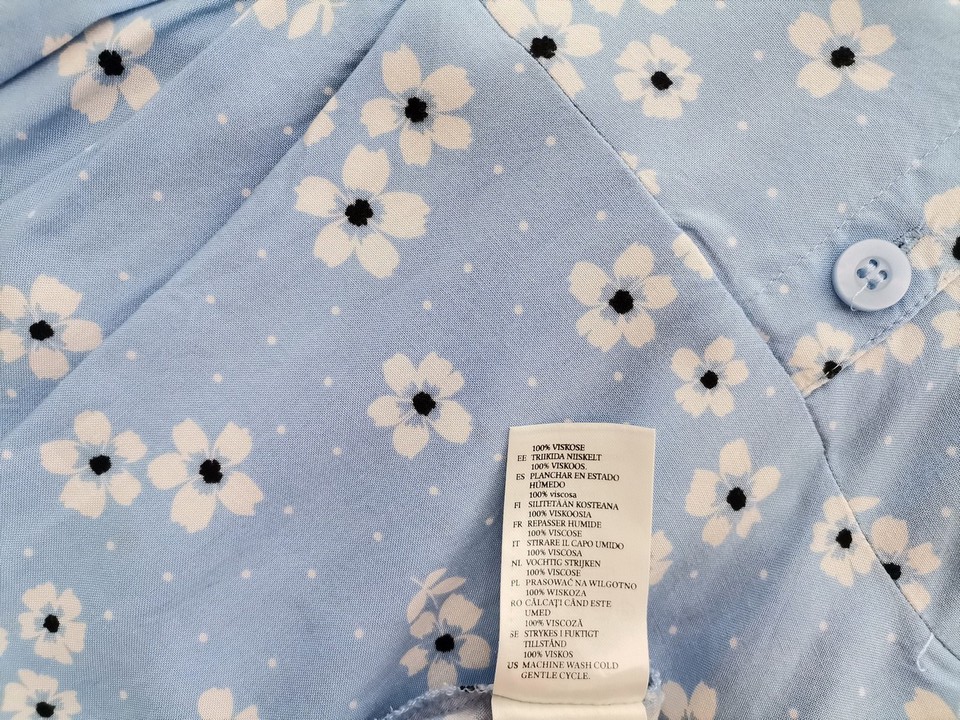 100% VISKOSE
EE TRIIKIDA NIISKELT
100% VISKOOS.
ES PLANCHAR EN ESTADO
HÚMEDO
100% viscosa
FI SILITETÄÄN KOSTEANA
100% VISKOOSIA
FR REPASSER HUMIDE
100% VISCOSE
IT STIRARE IL CAPO UMIDO
100% VISCOSA
NL VOCHTIG STRIJKEN
100% VISCOSE
PL PRASOWAĆ NA WILGOTNO
100% WISKOZA
RO CĂLCAȚI CÂND ESTE
UMED
100% VISCOZĂ
SE STRYKES I FUKTIGT
TILLSTÅND
100% VISKOS
US MACHINE WASH COLD
GENTLE CYCLE.